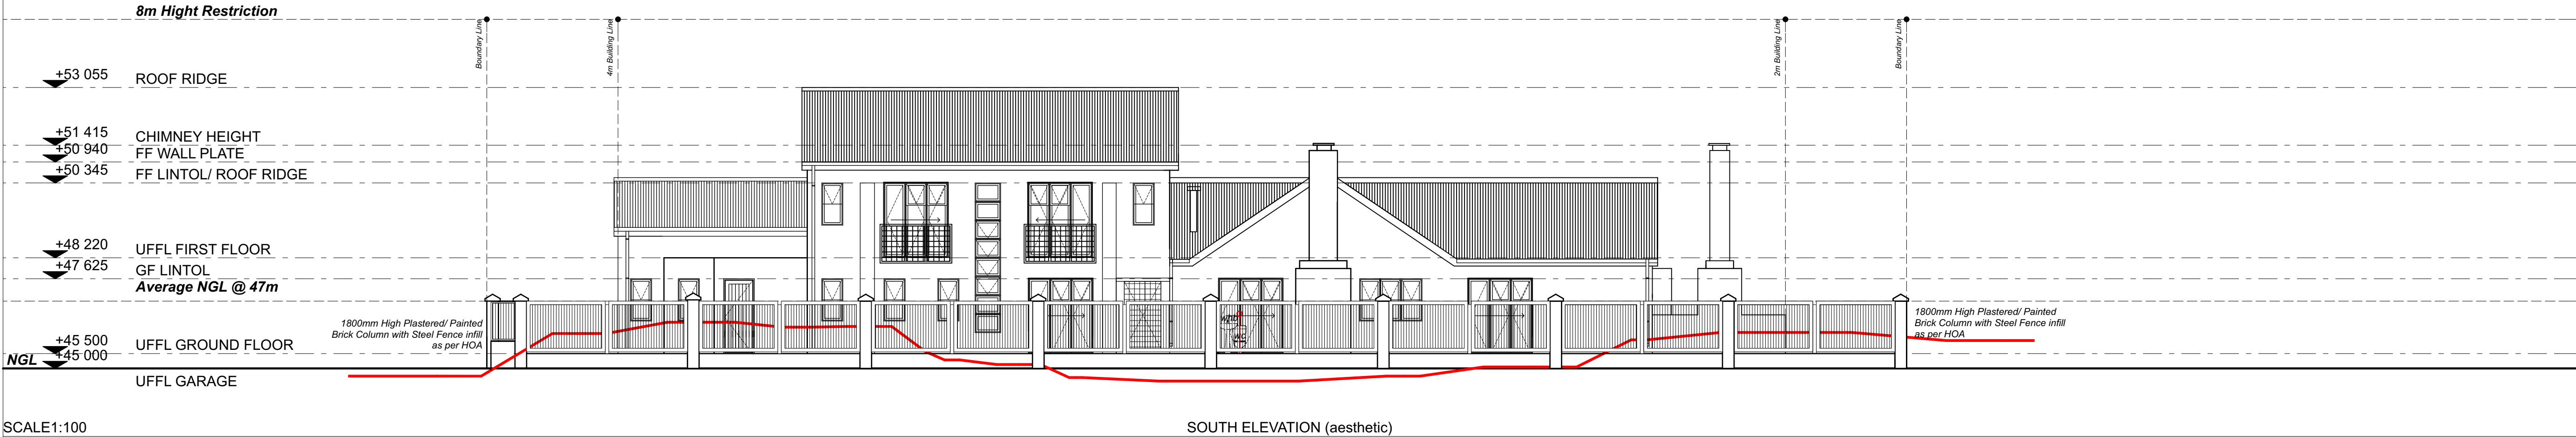 8m Hight Restriction
Boundary Line
4m Building Line
2m Building Line
Boundary Line
+53 055 ROOF RIDGE
+51 415 CHIMNEY HEIGHT
+50 940 FF WALL PLATE
+50 345 FF LINTOL/ ROOF RIDGE
+48 220 UFFL FIRST FLOOR
+47 625 GF LINTOL
Average NGL @ 47m
1800mm High Plastered/ Painted
Brick Column with Steel Fence infill
as per HOA
1800mm High Plastered/ Painted
Brick Column with Steel Fence infill
as per HOA
+45 500 UFFL GROUND FLOOR
NGL +45 000
UFFL GARAGE
SCALE1:100
SOUTH ELEVATION (aesthetic)